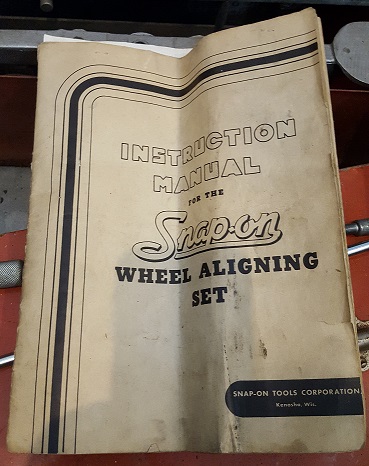 INSTRUCTION
MANUAL
FOR THE
Snap-on
WHEEL ALIGNING
SET
SNAP-ON TOOLS CORPORATION
Kenosha, Wis.